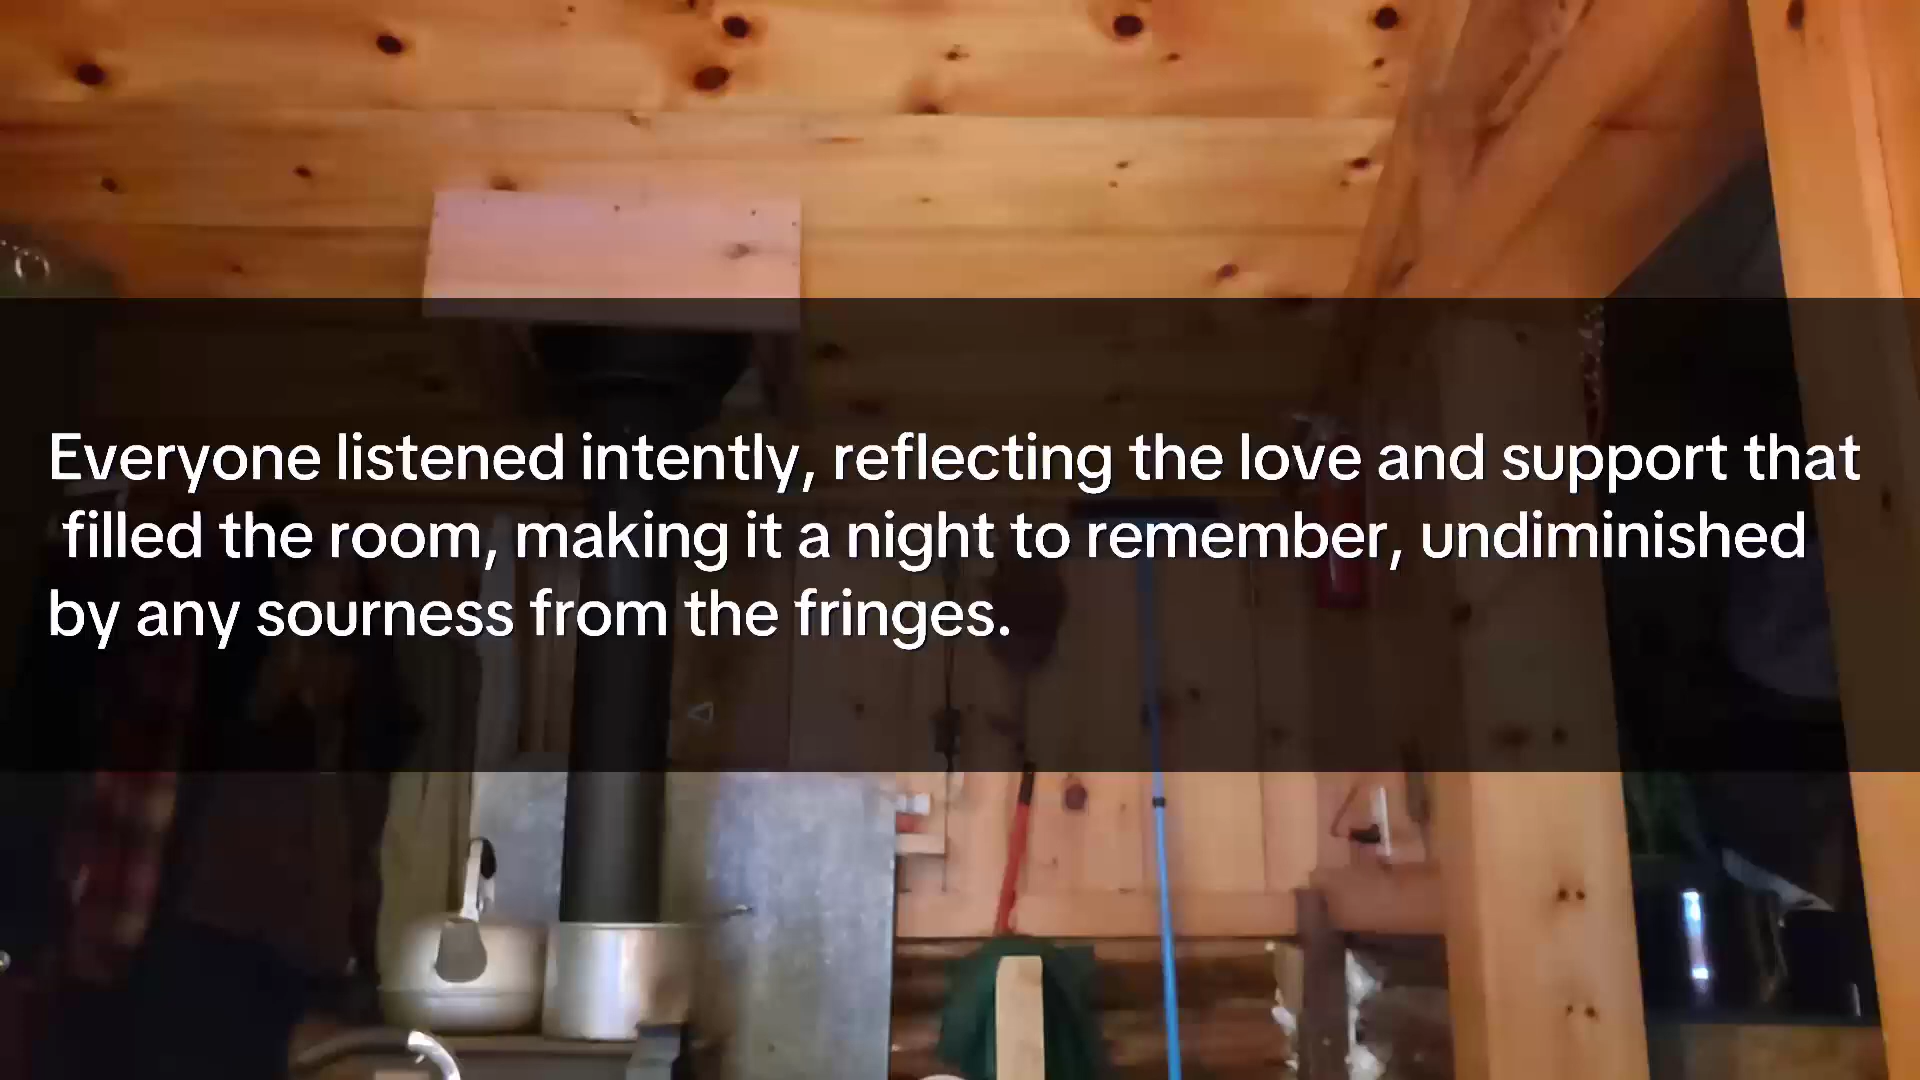 Everyone listened intently, reflecting the love and support that
filled the room, making it a night to remember, undiminished
by any sourness from the fringes.